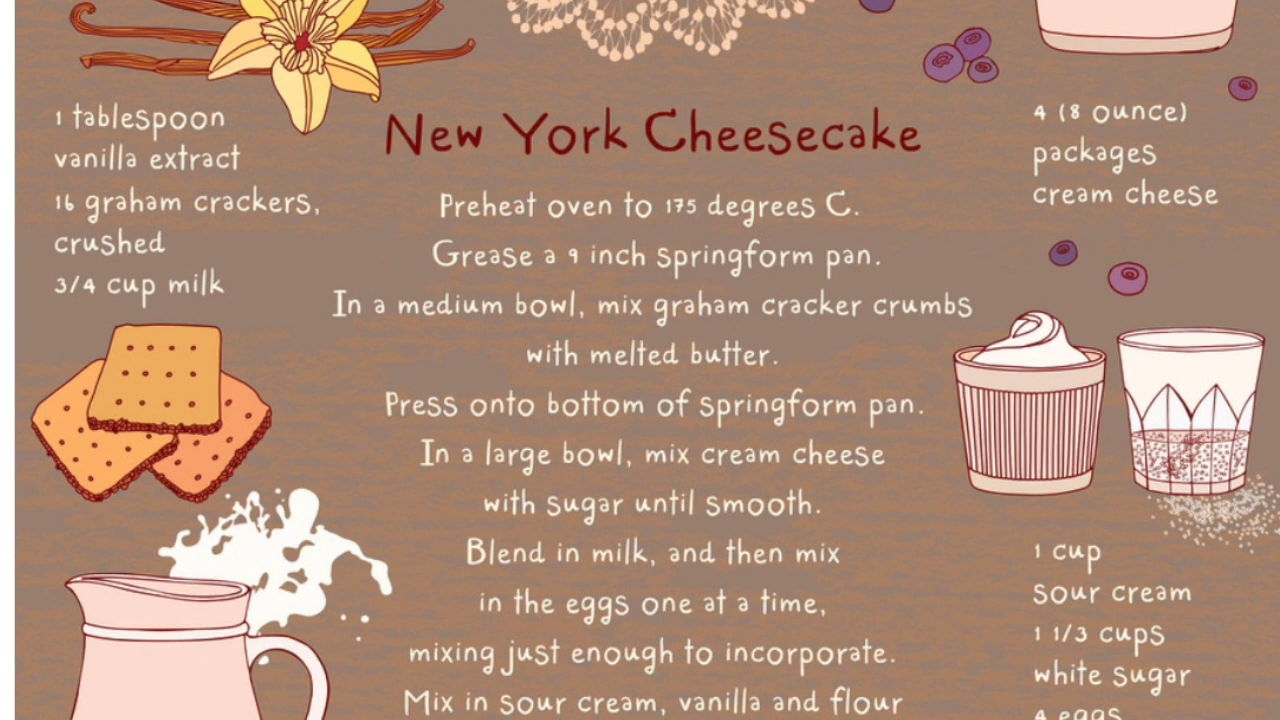 New York Cheesecake
1 tablespoon
vanilla extract
16 graham crackers,
crushed
3/4 cup milk
Preheat oven to 175 degrees C.
Grease a 9 inch springform pan.
In a medium bowl, mix graham cracker crumbs
with melted butter.
Press onto bottom of springform pan.
In a large bowl, mix cream cheese
with sugar until smooth.
Blend in milk, and then mix
in the eggs one at a time,
mixing just enough to incorporate.
Mix in sour cream, vanilla and flour
4 (8 ounce)
packages
cream cheese
1 cup
sour cream
1 1/3 cups
white sugar
4 eggs